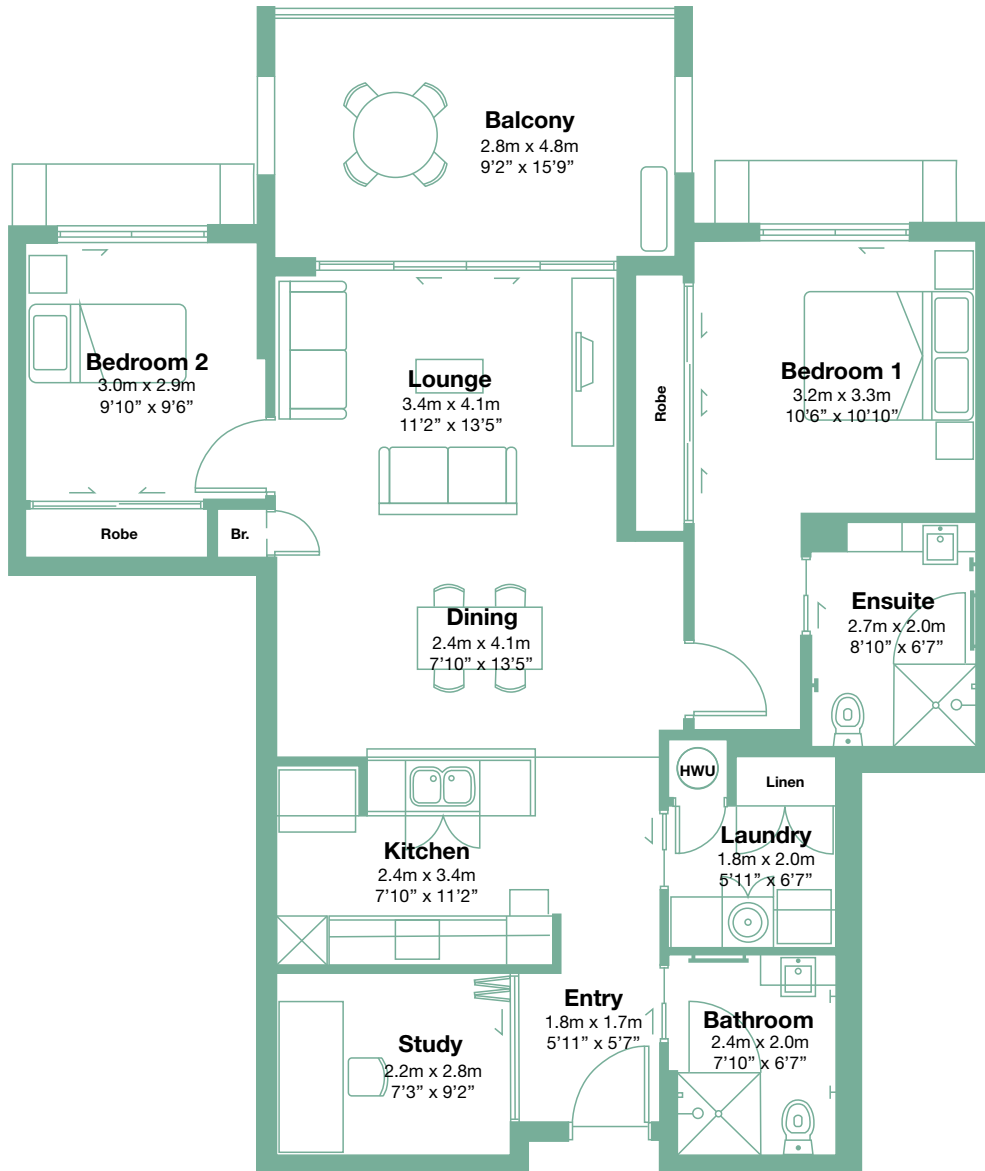 Balcony
2.8m x 4.8m
9’2” x 15’9”
Bedroom 2
3.0m x 2.9m
9’10” x 9’6”
Lounge
3.4m x 4.1m
11’2” x 13’5”
Robe
Bedroom 1
3.2m x 3.3m
10’6” x 10’10”
Robe
Br.
Dining
2.4m x 4.1m
7’10” x 13’5”
Ensuite
2.7m x 2.0m
8’10” x 6’7”
HWU
Linen
Kitchen
2.4m x 3.4m
7’10” x 11’2”
Laundry
1.8m x 2.0m
5’11” x 6’7”
Study
2.2m x 2.8m
7’3” x 9’2”
Entry
1.8m x 1.7m
5’11” x 5’7”
Bathroom
2.4m x 2.0m
7’10” x 6’7”